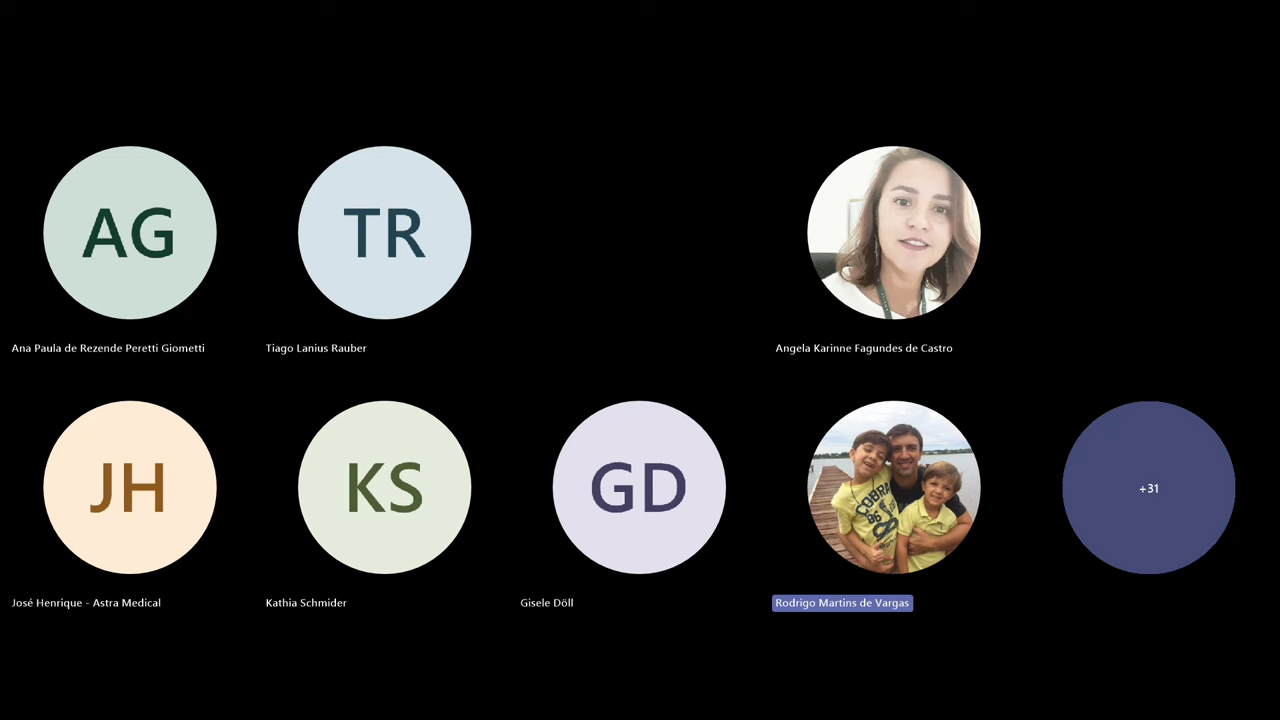 AG
TR
Ana Paula de Rezende Peretti Giometti
Tiago Lanius Rauber
Angela Karinne Fagundes de Castro
JH
KS
GD
COBRA
+31
José Henrique - Astra Medical
Kathia Schmider
Gisele Döll
Rodrigo Martins de Vargas